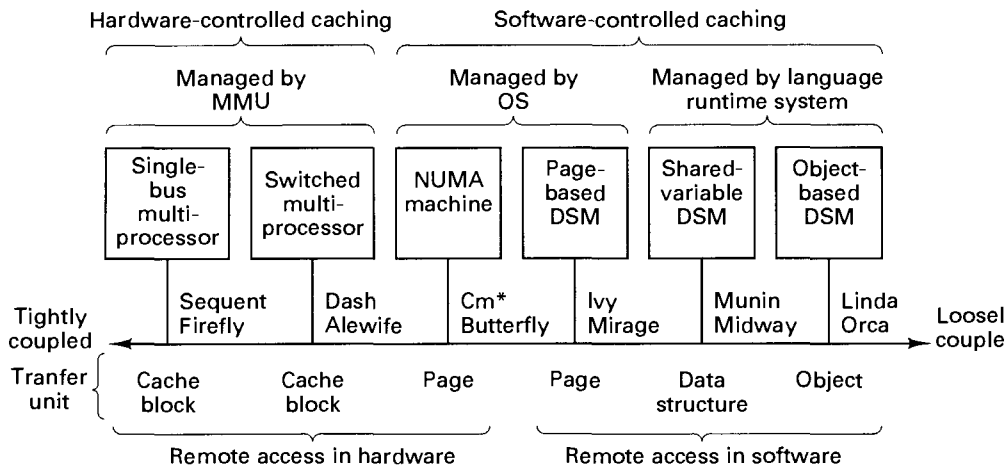 Hardware-controlled caching
Software-controlled caching
Managed by
MMU
Managed by
OS
Managed by language
runtime system
Single-
bus
multi-
processor
Switched
multi-
processor
NUMA
machine
Page-
based
DSM
Shared-
variable
DSM
Object-
based
DSM
Tightly
coupled
Sequent
Firefly
Dash
Alewife
Cm*
Butterfly
Ivy
Mirage
Munin
Midway
Linda
Orca
Loosel
couple
Tranfer
unit
Cache
block
Cache
block
Page
Page
Data
structure
Object
Remote access in hardware
Remote access in software